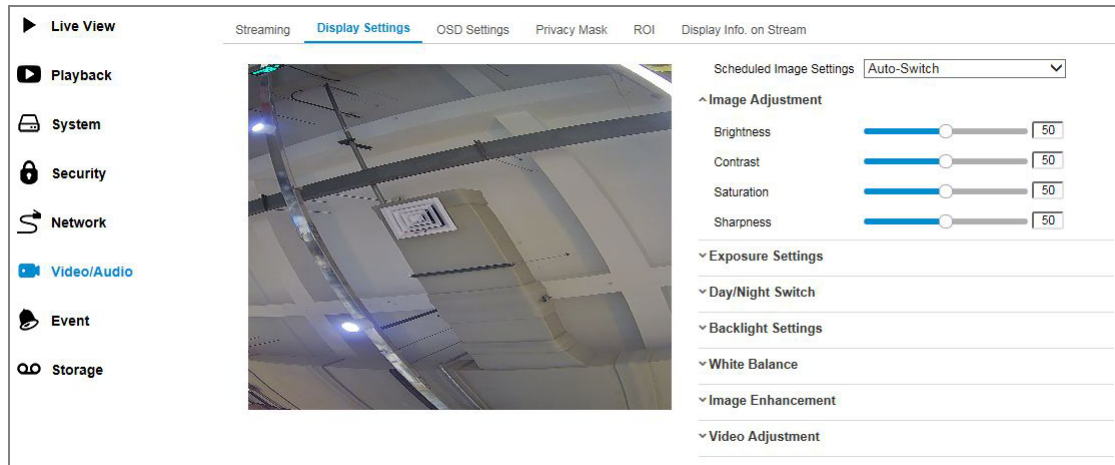 Live View
Playback
System
Security
Network
Video/Audio
Event
Storage
Streaming Display Settings OSD Settings Privacy Mask ROI Display Info. on Stream
Scheduled Image Settings Auto-Switch
Image Adjustment
Brightness 50
Contrast 50
Saturation 50
Sharpness 50
Exposure Settings
Day/Night Switch
Backlight Settings
White Balance
Image Enhancement
Video Adjustment